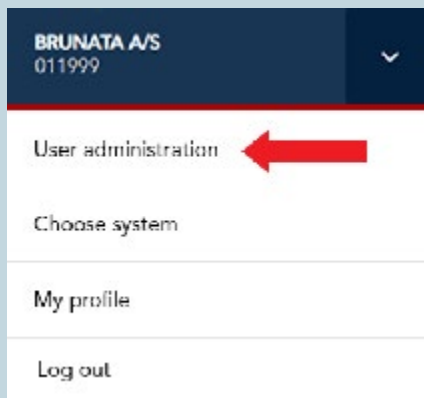 BRUNATA A/S
011999
User administration
Choose system
My profile
Log out